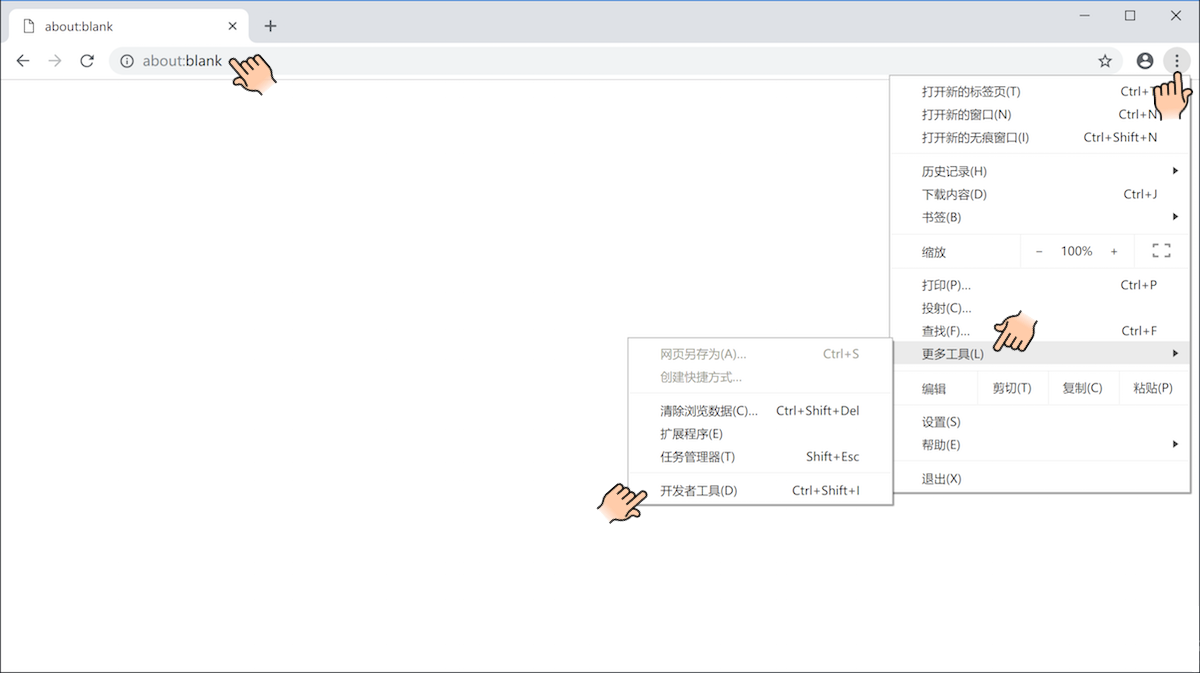 about:blank
about:blank
打开新的标签页(T) Ctrl+T
打开新的窗口(N) Ctrl+N
打开新的无痕窗口(I) Ctrl+Shift+N
历史记录(H)
下载内容(D) Ctrl+J
书签(B)
缩放 − 100% +
打印(P)... Ctrl+P
投射(C)...
查找(F)... Ctrl+F
更多工具(L)
编辑 剪切(T) 复制(C) 粘贴(P)
设置(S)
帮助(E)
退出(X)
网页另存为(A)... Ctrl+S
创建快捷方式...
清除浏览数据(C)... Ctrl+Shift+Del
扩展程序(E)
任务管理器(T) Shift+Esc
开发者工具(D) Ctrl+Shift+I